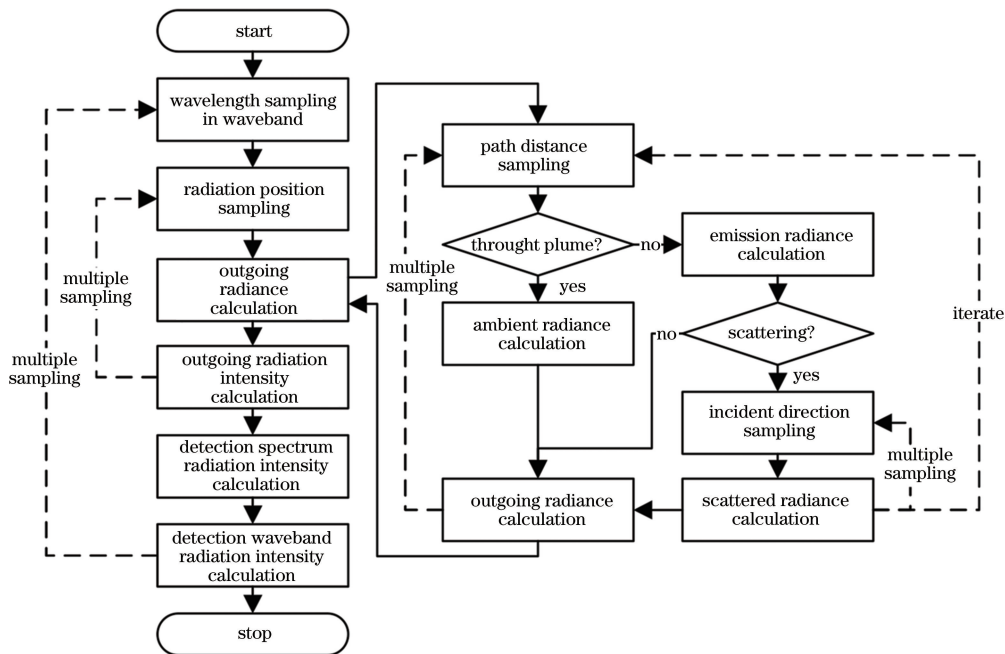 start
wavelength sampling
in waveband
radiation position
sampling
outgoing
radiance
calculation
outgoing radiation
intensity
calculation
detection spectrum
radiation intensity
calculation
detection waveband
radiation intensity
calculation
stop
multiple
sampling
multiple
sampling
path distance
sampling
throught plume?
no
yes
ambient radiance
calculation
multiple
sampling
outgoing radiance
calculation
emission radiance
calculation
scattering?
no
yes
incident direction
sampling
multiple
sampling
scattered radiance
calculation
iterate